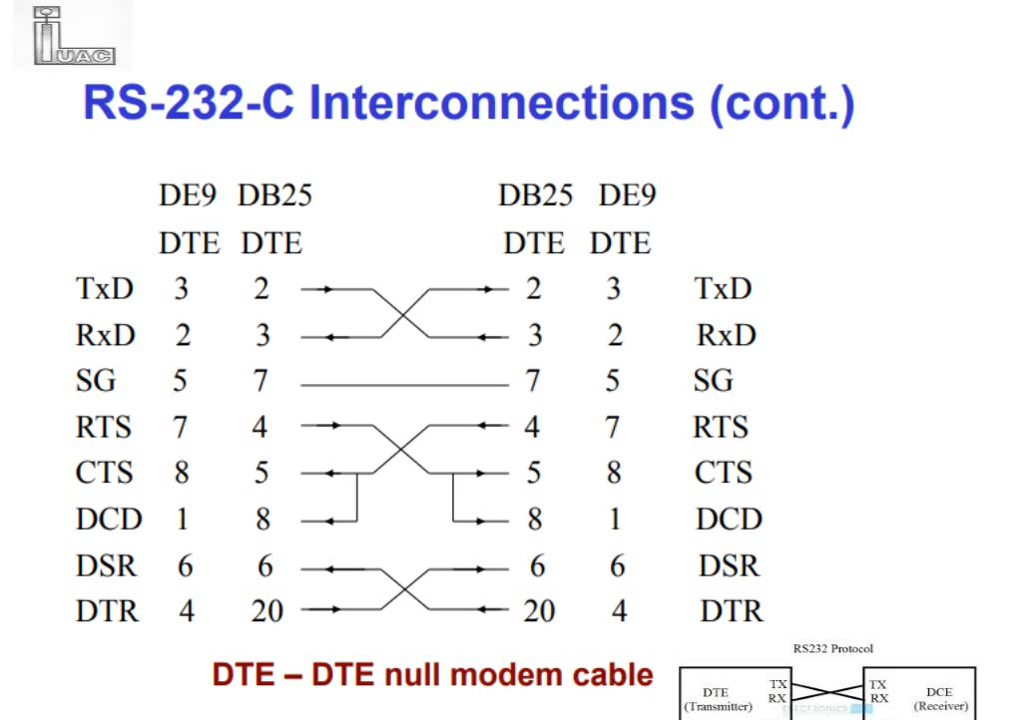 iUAC
RS-232-C Interconnections (cont.)
DE9 DB25 DB25 DE9
DTE DTE DTE DTE
TxD 3 2 2 3 TxD
RxD 2 3 3 2 RxD
SG 5 7 7 5 SG
RTS 7 4 4 7 RTS
CTS 8 5 5 8 CTS
DCD 1 8 8 1 DCD
DSR 6 6 6 6 DSR
DTR 4 20 20 4 DTR
DTE – DTE null modem cable
RS232 Protocol
TX TX
DTE RX RX DCE
(Transmitter) (Receiver)